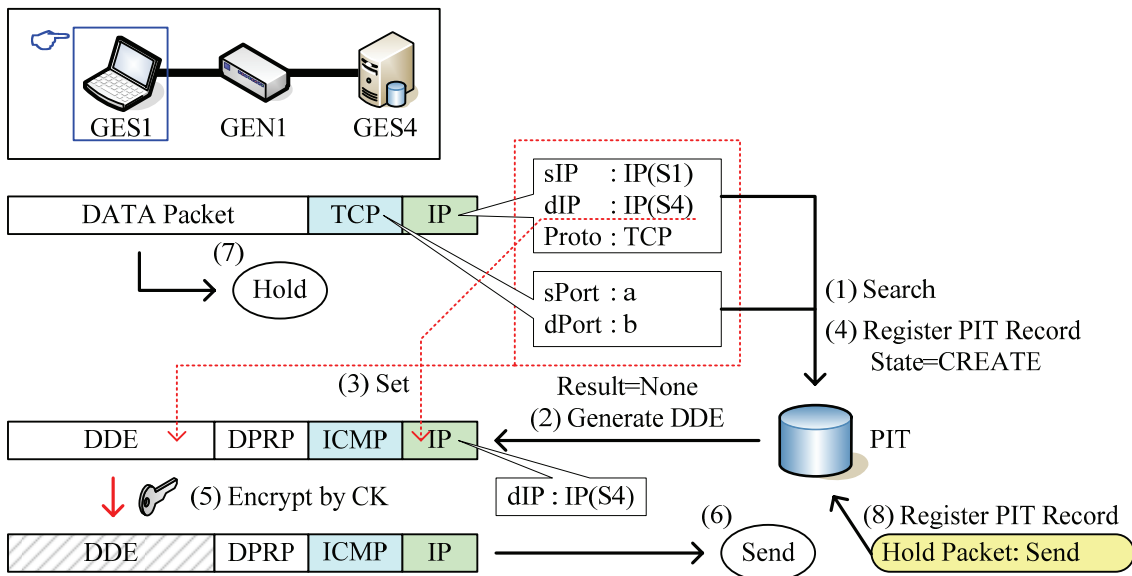 GES1
GEN1
GES4
DATA Packet
TCP
IP
sIP : IP(S1)
dIP : IP(S4)
Proto : TCP
sPort : a
dPort : b
(7)
Hold
(1) Search
(4) Register PIT Record
State=CREATE
(3) Set
Result=None
(2) Generate DDE
PIT
DDE
DPRP
ICMP
IP
dIP : IP(S4)
(5) Encrypt by CK
DDE
DPRP
ICMP
IP
(6)
Send
(8) Register PIT Record
Hold Packet: Send